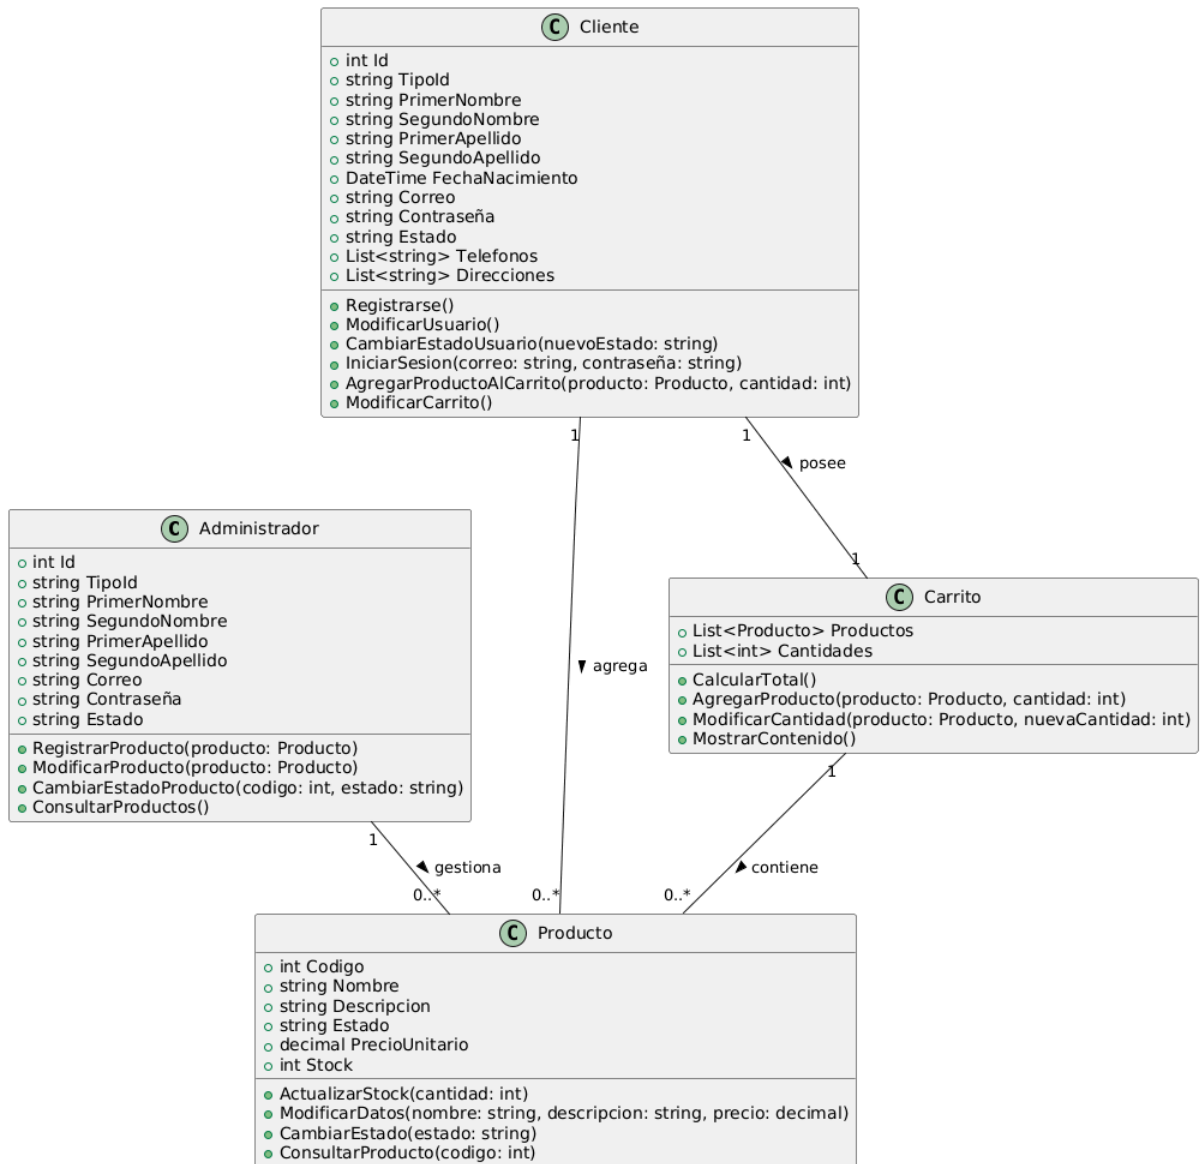 C Cliente
int Id
string TipoId
string PrimerNombre
string SegundoNombre
string PrimerApellido
string SegundoApellido
DateTime FechaNacimiento
string Correo
string Contraseña
string Estado
List<string> Telefonos
List<string> Direcciones
Registrarse()
ModificarUsuario()
CambiarEstadoUsuario(nuevoEstado: string)
IniciarSesion(correo: string, contraseña: string)
AgregarProductoAlCarrito(producto: Producto, cantidad: int)
ModificarCarrito()
1
1
posee
1
C Administrador
int Id
string TipoId
string PrimerNombre
string SegundoNombre
string PrimerApellido
string SegundoApellido
string Correo
string Contraseña
string Estado
RegistrarProducto(producto: Producto)
ModificarProducto(producto: Producto)
CambiarEstadoProducto(codigo: int, estado: string)
ConsultarProductos()
agrega
C Carrito
List<Producto> Productos
List<int> Cantidades
CalcularTotal()
AgregarProducto(producto: Producto, cantidad: int)
ModificarCantidad(producto: Producto, nuevaCantidad: int)
MostrarContenido()
1
1
gestiona
contiene
0..*
0..*
0..*
C Producto
int Codigo
string Nombre
string Descripcion
string Estado
decimal PrecioUnitario
int Stock
ActualizarStock(cantidad: int)
ModificarDatos(nombre: string, descripcion: string, precio: decimal)
CambiarEstado(estado: string)
ConsultarProducto(codigo: int)